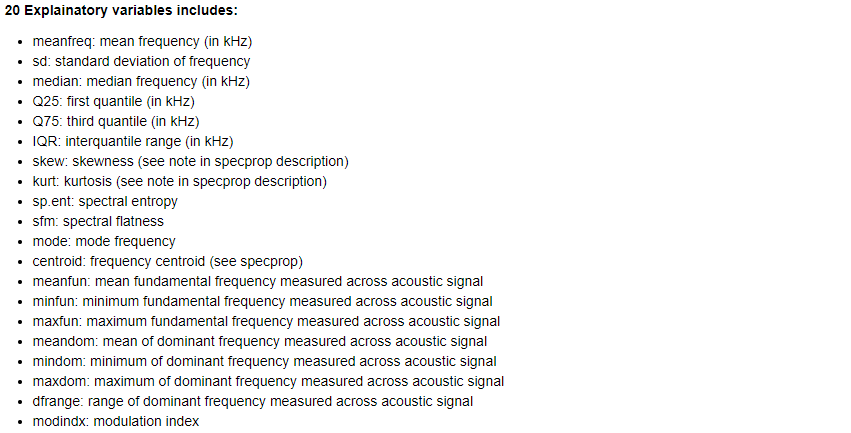 20 Explainatory variables includes:
• meanfreq: mean frequency (in kHz)
• sd: standard deviation of frequency
• median: median frequency (in kHz)
• Q25: first quantile (in kHz)
• Q75: third quantile (in kHz)
• IQR: interquantile range (in kHz)
• skew: skewness (see note in specprop description)
• kurt: kurtosis (see note in specprop description)
• sp.ent: spectral entropy
• sfm: spectral flatness
• mode: mode frequency
• centroid: frequency centroid (see specprop)
• meanfun: mean fundamental frequency measured across acoustic signal
• minfun: minimum fundamental frequency measured across acoustic signal
• maxfun: maximum fundamental frequency measured across acoustic signal
• meandom: mean of dominant frequency measured across acoustic signal
• mindom: minimum of dominant frequency measured across acoustic signal
• maxdom: maximum of dominant frequency measured across acoustic signal
• dfrange: range of dominant frequency measured across acoustic signal
• modindx: modulation index